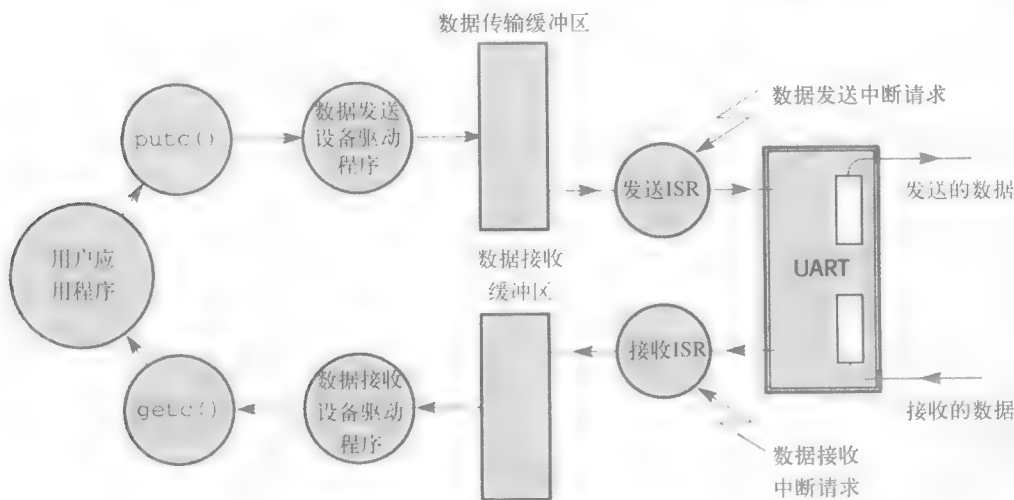 数据传输缓冲区
putc()
数据发送
设备驱动
程序
数据发送中断请求
发送ISR
发送的数据
用户应
用程序
UART
数据接收
缓冲区
getc()
数据接收
设备驱动
程序
接收ISR
接收的数据
数据接收
中断请求